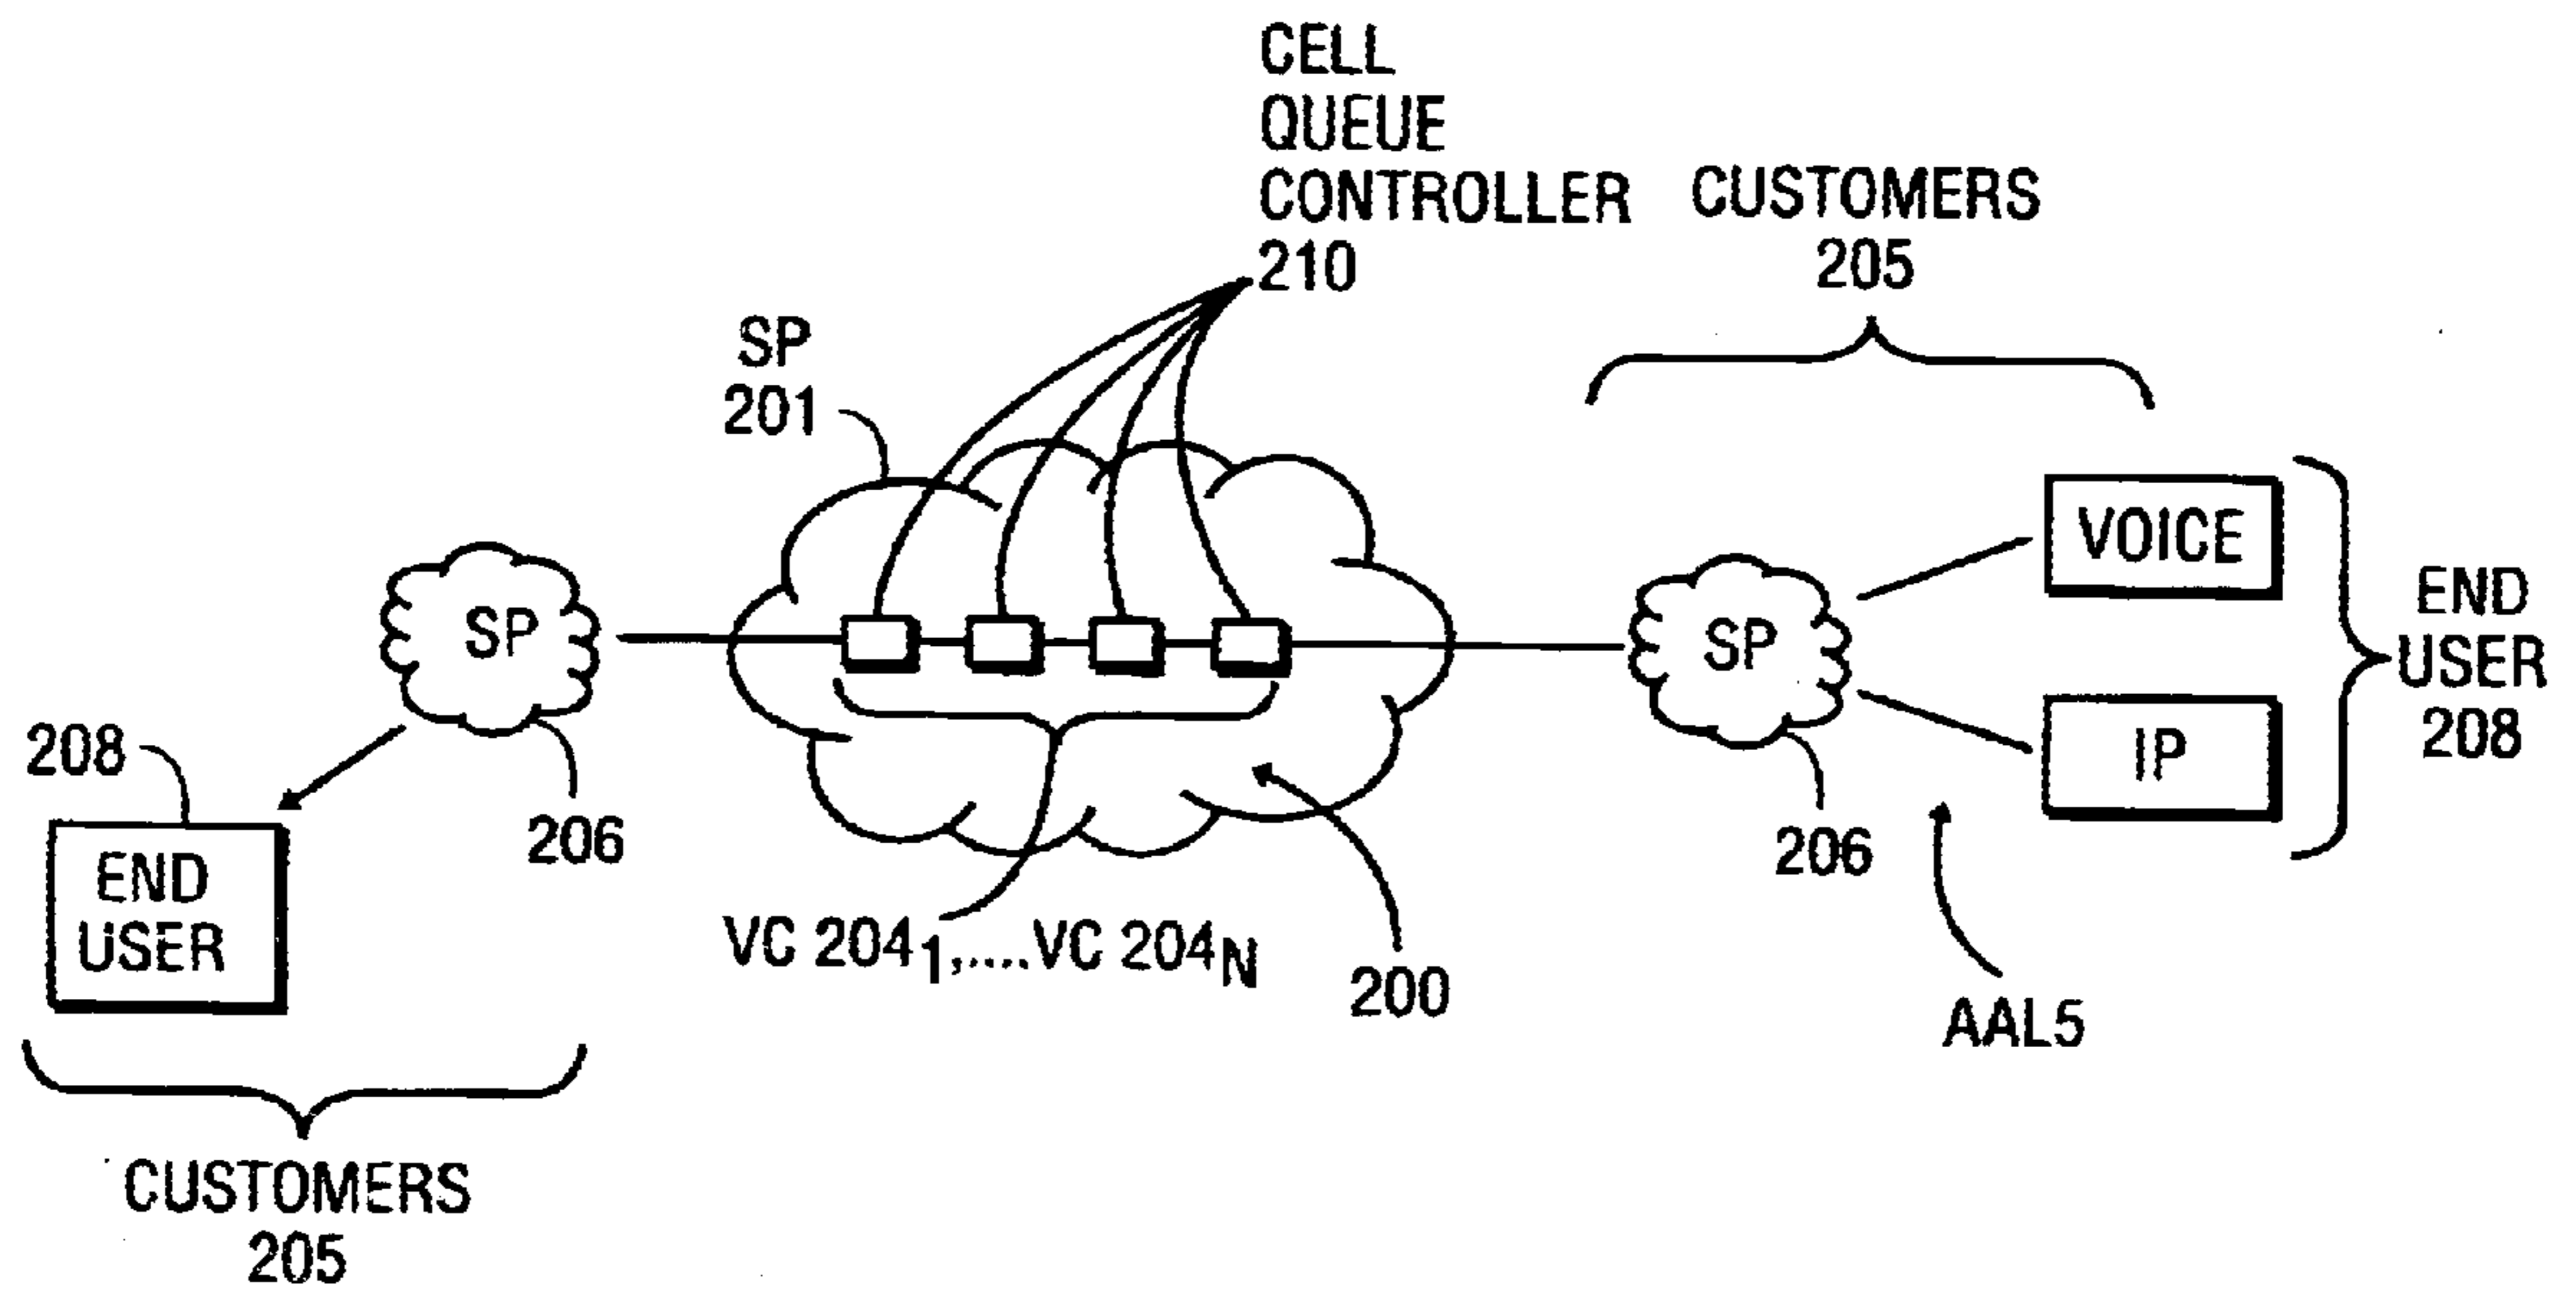 CELL
QUEUE
CONTROLLER
210
CUSTOMERS
205
SP
201
SP
206
208
END
USER
CUSTOMERS
205
VC 204₁,....VC 204N
200
SP
206
VOICE
IP
END
USER
208
AAL5